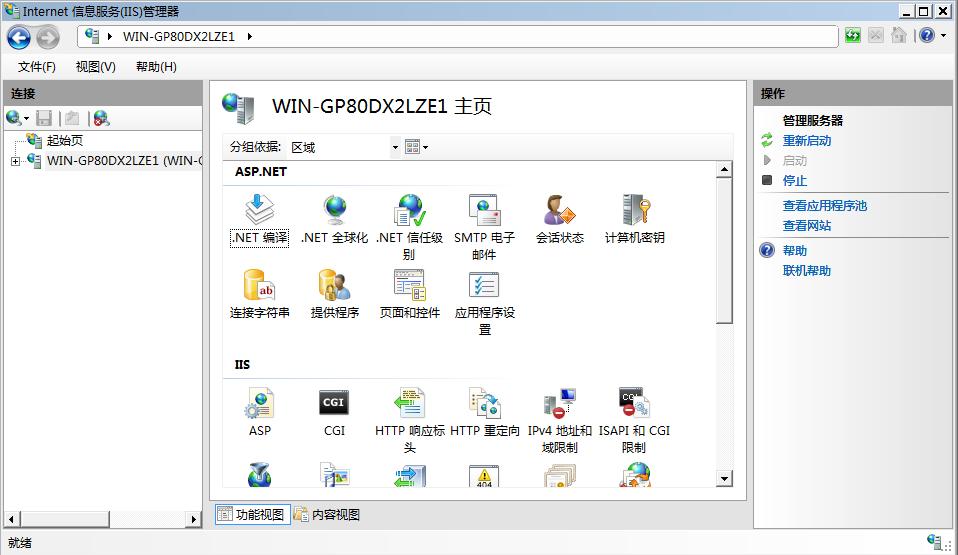 Internet 信息服务(IIS)管理器
WIN-GP80DX2LZE1
文件(F) 视图(V) 帮助(H)
连接
起始页
WIN-GP80DX2LZE1 (WIN-G
WIN-GP80DX2LZE1 主页
分组依据: 区域
ASP.NET
.NET 编译 .NET 全球化 .NET 信任级 SMTP 电子 会话状态 计算机密钥
别 邮件
连接字符串 提供程序 页面和控件 应用程序设
置
ab
IIS
CGI
ASP CGI HTTP 响应标 HTTP 重定向 IPv4 地址和 ISAPI 和 CGI
头 域限制 限制
404
功能视图 内容视图
操作
管理服务器
重新启动
启动
停止
查看应用程序池
查看网站
帮助
联机帮助
就绪